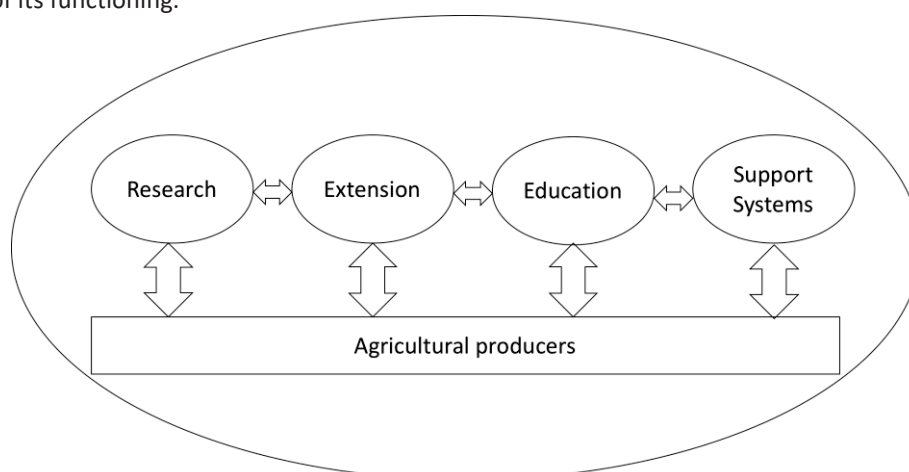 of its functioning.
Research
Extension
Education
Support
Systems
Agricultural producers